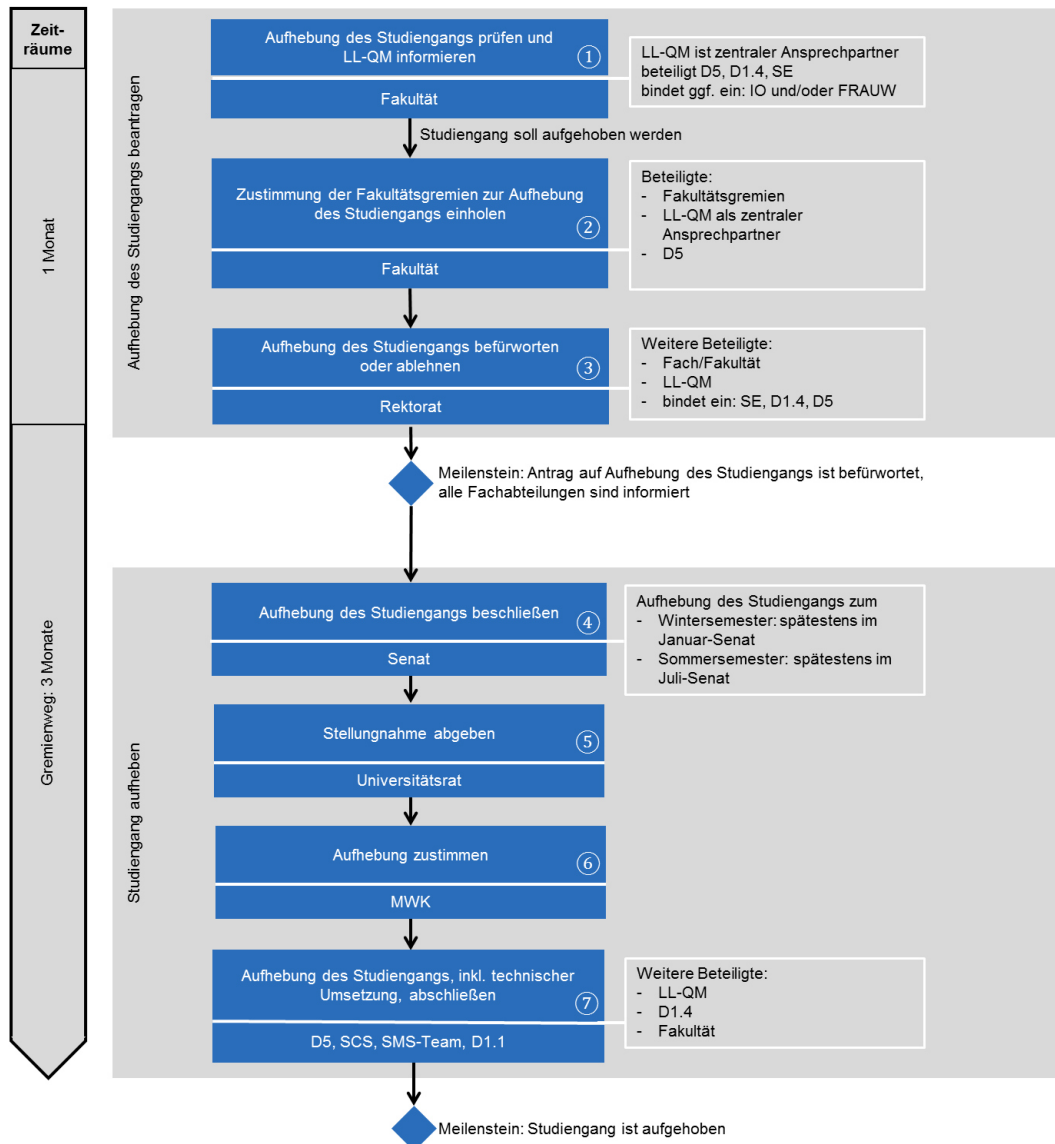 Zeit-
räume
Aufhebung des Studiengangs beantragen
1 Monat
Aufhebung des Studiengangs prüfen und
LL-QM informieren
①
Fakultät
LL-QM ist zentraler Ansprechpartner
beteiligt D5, D1.4, SE
bindet ggf. ein: IO und/oder FRAUW
Studiengang soll aufgehoben werden
Zustimmung der Fakultätsgremien zur Aufhebung
des Studiengangs einholen
②
Fakultät
Beteiligte:
- Fakultätsgremien
- LL-QM als zentraler
Ansprechpartner
- D5
Aufhebung des Studiengangs befürworten
oder ablehnen
③
Rektorat
Weitere Beteiligte:
- Fach/Fakultät
- LL-QM
- bindet ein: SE, D1.4, D5
Meilenstein: Antrag auf Aufhebung des Studiengangs ist befürwortet,
alle Fachabteilungen sind informiert
Gremienweg: 3 Monate
Studiengang aufheben
Aufhebung des Studiengangs beschließen
④
Senat
Aufhebung des Studiengangs zum
- Wintersemester: spätestens im
Januar-Senat
- Sommersemester: spätestens im
Juli-Senat
Stellungnahme abgeben
⑤
Universitätsrat
Aufhebung zustimmen
⑥
MWK
Aufhebung des Studiengangs, inkl. technischer
Umsetzung, abschließen
⑦
D5, SCS, SMS-Team, D1.1
Weitere Beteiligte:
- LL-QM
- D1.4
- Fakultät
Meilenstein: Studiengang ist aufgehoben